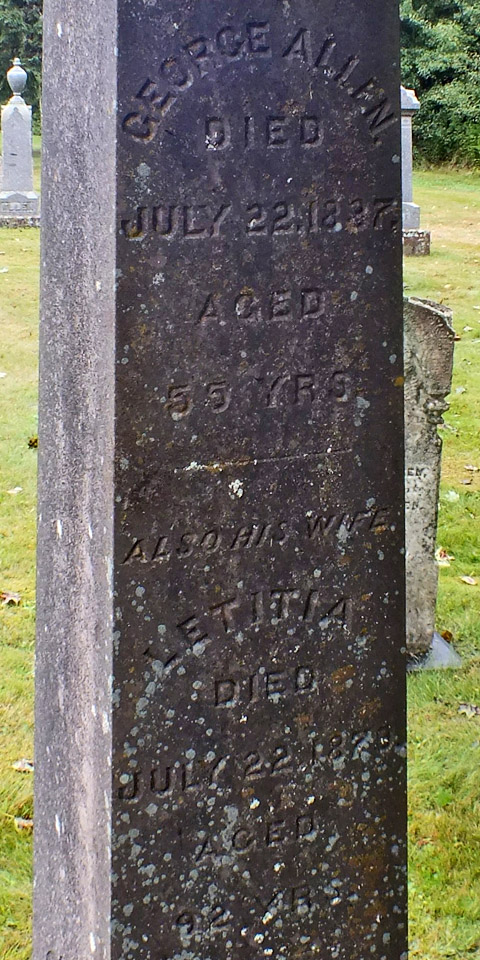 GEORGE ALLEN.
DIED
JULY 22, 1837.
AGED
55 YRS.
ALSO HIS WIFE
LETITIA
DIED
JULY 22
AGED
92 YRS.